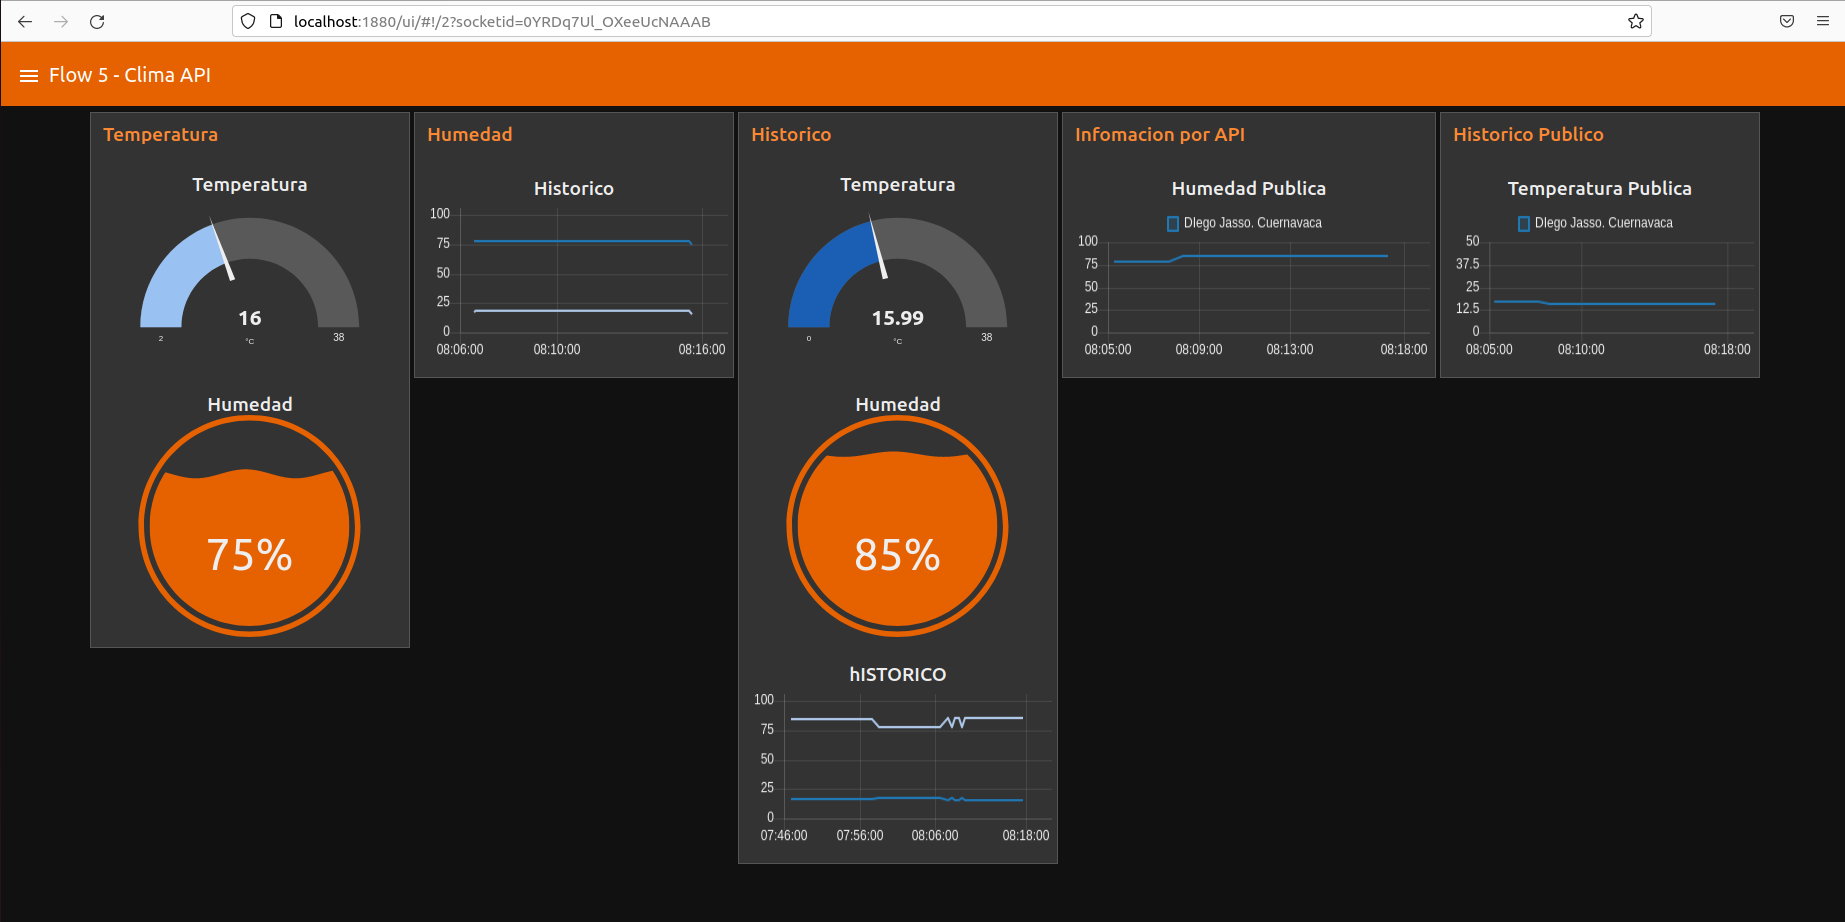 localhost:1880/ui/#!/2?socketid=0YRDq7Ul_OXeeUcNAAAB
Flow 5 - Clima API
Temperatura
Temperatura
16
2
°C
38
Humedad
75%
Humedad
Historico
100
75
50
25
0
08:06:00 08:10:00 08:16:00
Historico
Temperatura
15.99
0
°C
38
Humedad
85%
hISTORICO
100
75
50
25
0
07:46:00 07:56:00 08:06:00 08:18:00
Infomacion por API
Humedad Publica
DIego Jasso. Cuernavaca
100
75
50
25
0
08:05:00 08:09:00 08:13:00 08:18:00
Historico Publico
Temperatura Publica
DIego Jasso. Cuernavaca
50
37.5
25
12.5
0
08:05:00 08:10:00 08:18:00